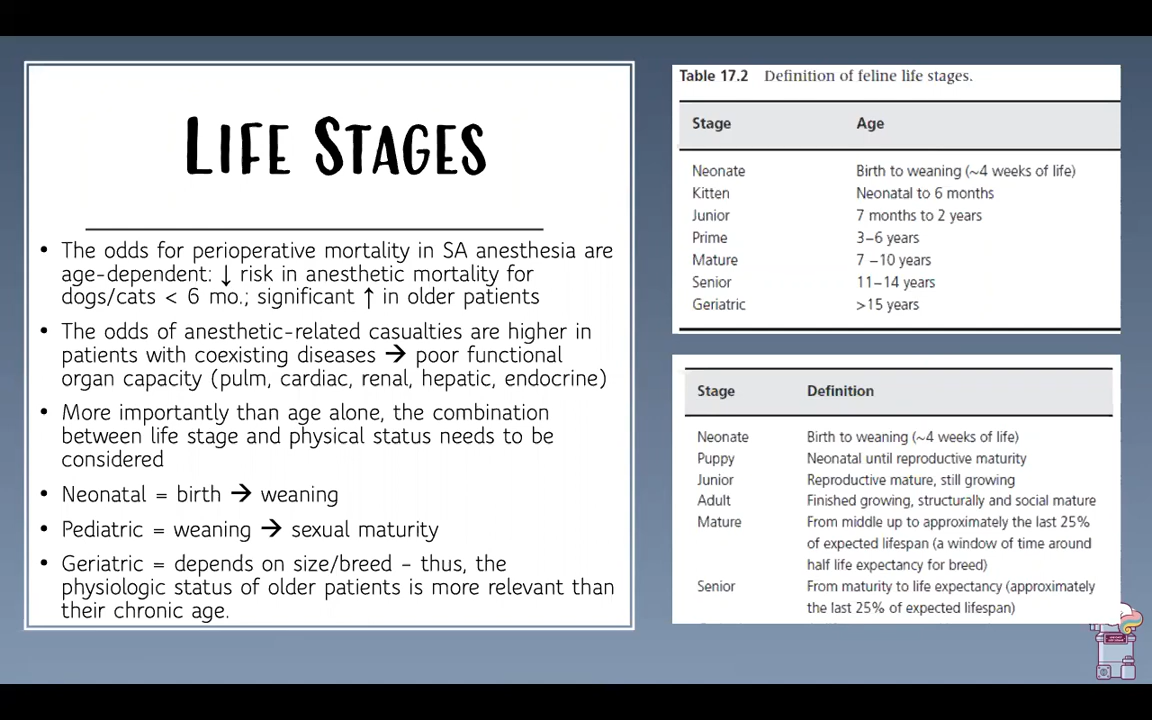 LIFE STAGES
• The odds for perioperative mortality in SA anesthesia are
age-dependent: ↓ risk in anesthetic mortality for
dogs/cats < 6 mo.; significant ↑ in older patients
• The odds of anesthetic-related casualties are higher in
patients with coexisting diseases → poor functional
organ capacity (pulm, cardiac, renal, hepatic, endocrine)
• More importantly than age alone, the combination
between life stage and physical status needs to be
considered
• Neonatal = birth → weaning
• Pediatric = weaning → sexual maturity
• Geriatric = depends on size/breed – thus, the
physiologic status of older patients is more relevant than
their chronic age.
Table 17.2 Definition of feline life stages.
Stage Age
Neonate Birth to weaning (~4 weeks of life)
Kitten Neonatal to 6 months
Junior 7 months to 2 years
Prime 3–6 years
Mature 7 –10 years
Senior 11–14 years
Geriatric >15 years
Stage Definition
Neonate Birth to weaning (~4 weeks of life)
Puppy Neonatal until reproductive maturity
Junior Reproductive mature, still growing
Adult Finished growing, structurally and social mature
Mature From middle up to approximately the last 25%
of expected lifespan (a window of time around
half life expectancy for breed)
Senior From maturity to life expectancy (approximately
the last 25% of expected lifespan)